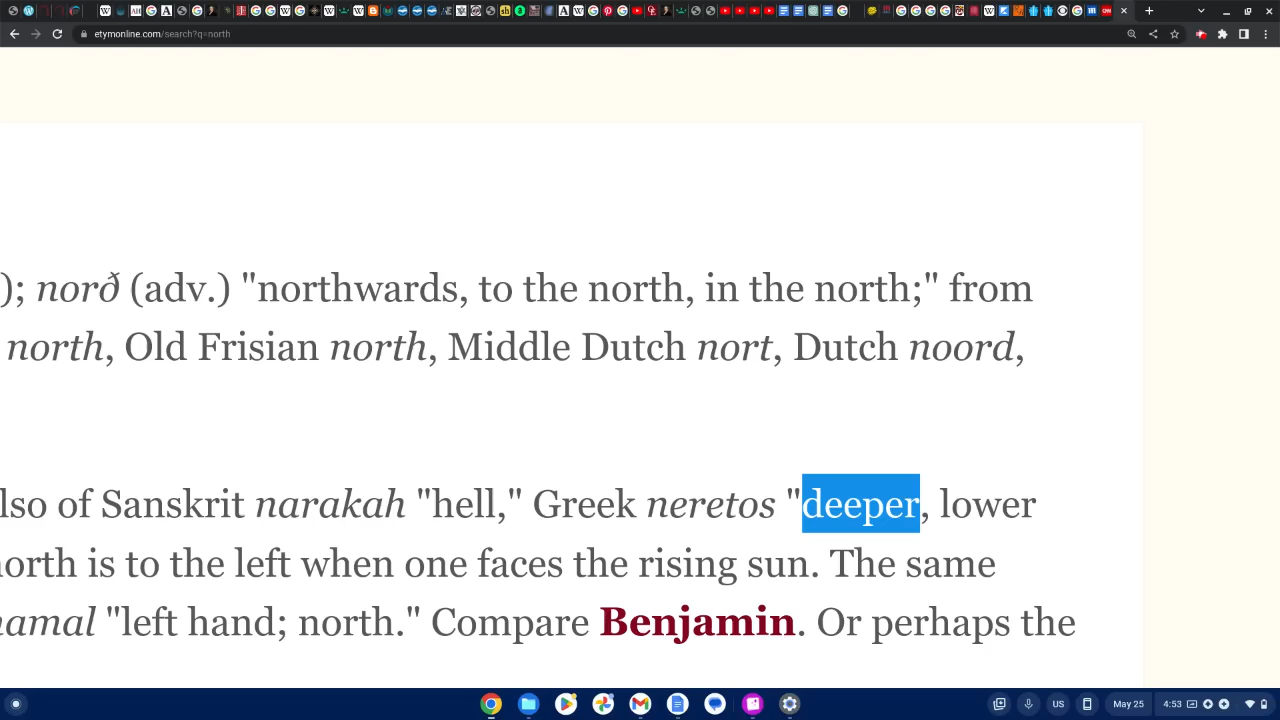 etymonline.com/search?q=north
); norð (adv.) "northwards, to the north, in the north;" from
north, Old Frisian north, Middle Dutch nort, Dutch noord,
lso of Sanskrit narakah "hell," Greek neretos "deeper, lower
north is to the left when one faces the rising sun. The same
hamal "left hand; north." Compare Benjamin. Or perhaps the
US
May 25
4:53